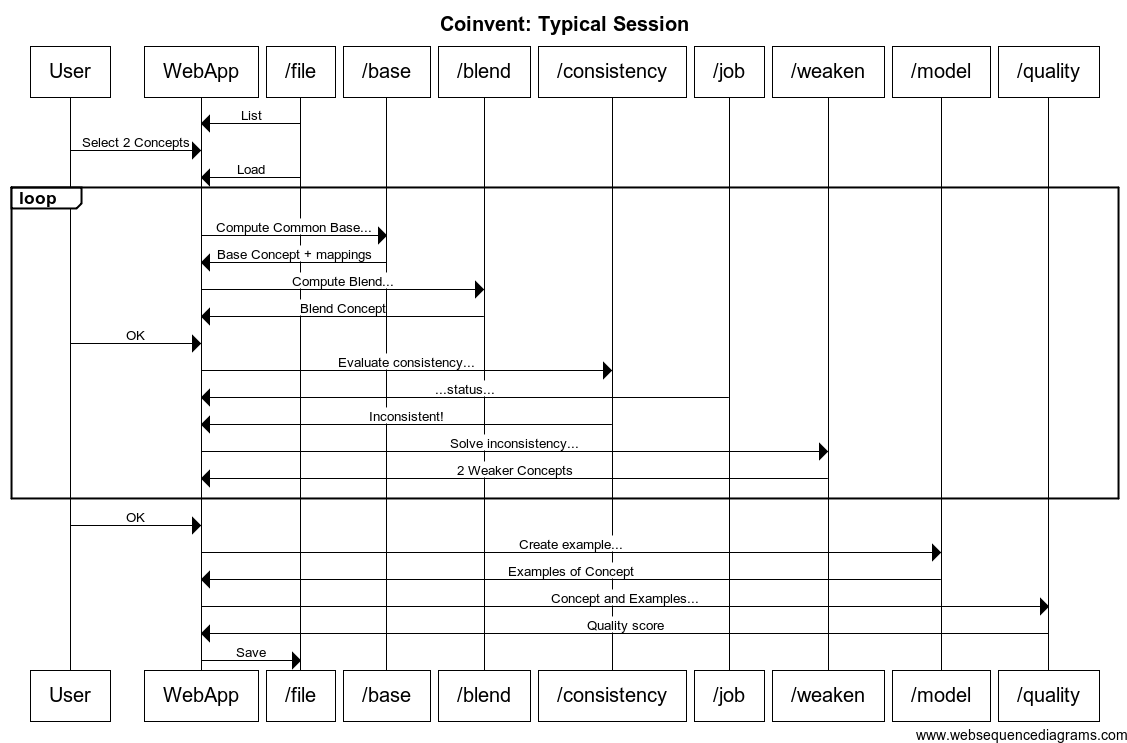 Coinvent: Typical Session
User
WebApp
/file
/base
/blend
/consistency
/job
/weaken
/model
/quality
List
Select 2 Concepts
Load
loop
Compute Common Base...
Base Concept + mappings
Compute Blend...
Blend Concept
OK
Evaluate consistency...
...status...
Inconsistent!
Solve inconsistency...
2 Weaker Concepts
OK
Create example...
Examples of Concept
Concept and Examples...
Quality score
Save
User
WebApp
/file
/base
/blend
/consistency
/job
/weaken
/model
/quality
www.websequencediagrams.com